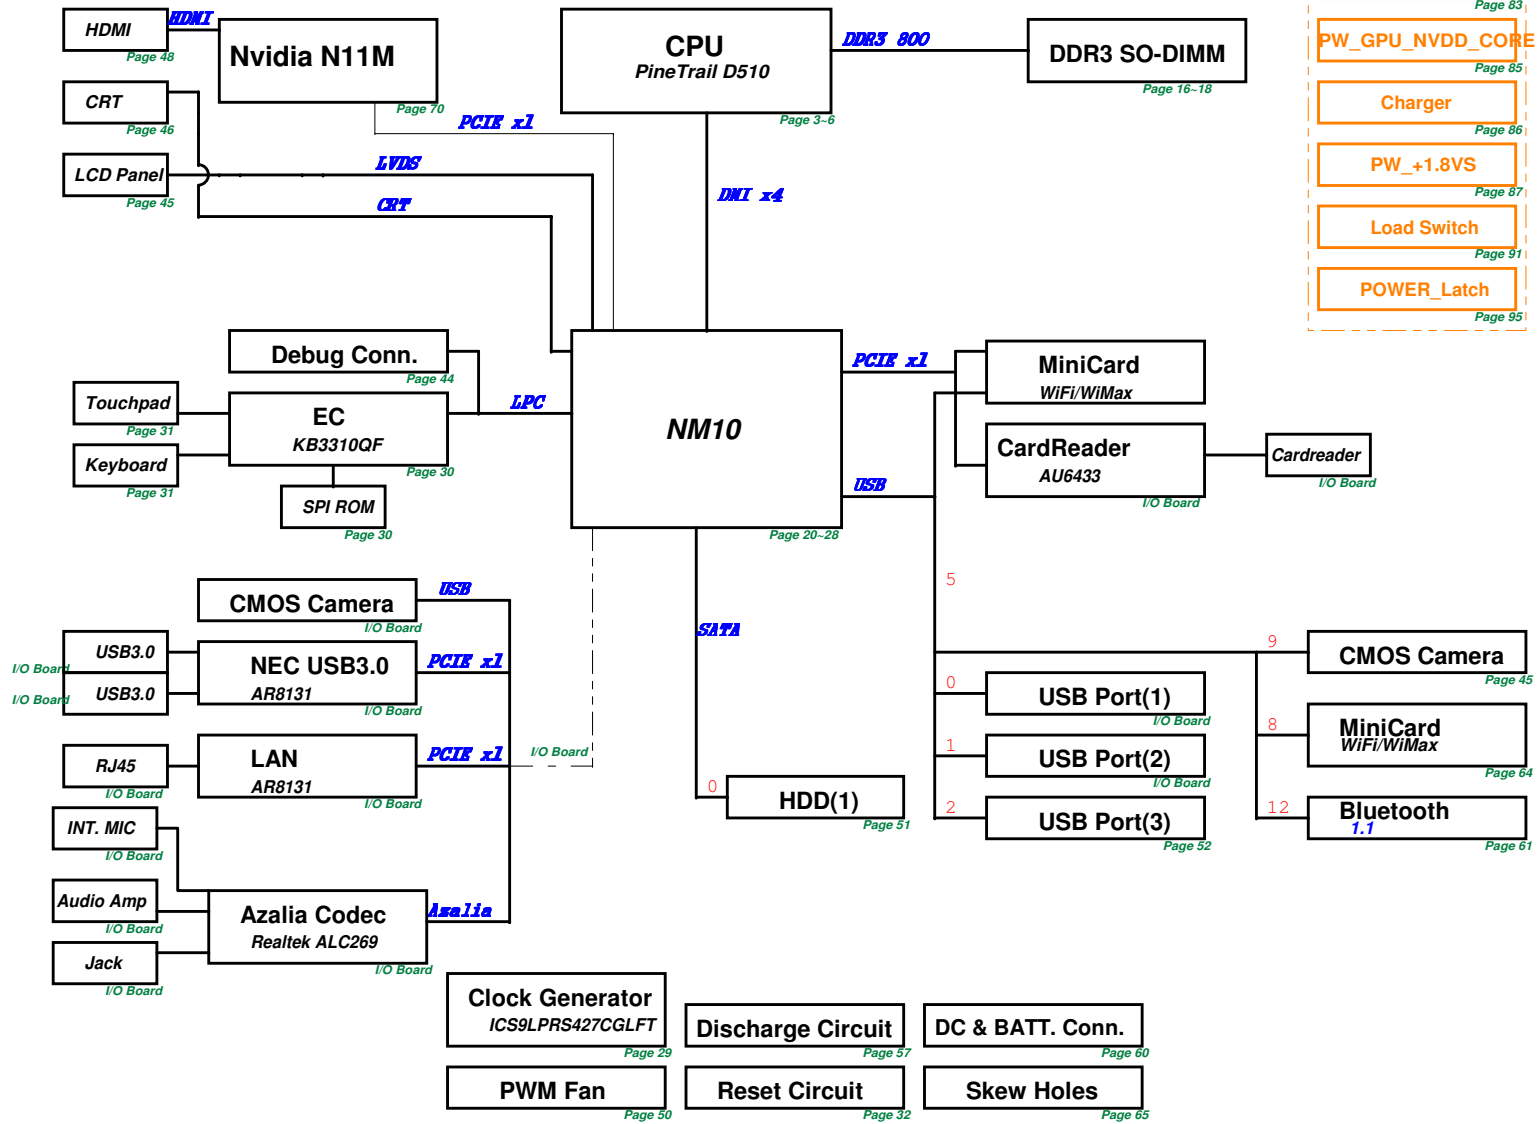 HDMI
HDMI
Page 48
Nvidia N11M
Page 70
CRT
Page 46
PCIE x1
LCD Panel
Page 45
LVDS
CRT
CPU
PineTrail D510
Page 3~6
DDR3 800
DDR3 SO-DIMM
Page 16~18
DMI x4
Page 83
PW_GPU_NVDD_CORE
Page 85
Charger
Page 86
PW_+1.8VS
Page 87
Load Switch
Page 91
POWER_Latch
Page 95
Debug Conn.
Page 44
Touchpad
Page 31
EC
KB3310QF
Page 30
LPC
Keyboard
Page 31
SPI ROM
Page 30
NM10
Page 20~28
PCIE x1
MiniCard
WiFi/WiMax
CardReader
AU6433
I/O Board
Cardreader
I/O Board
USB
5
CMOS Camera
I/O Board
USB
USB3.0
I/O Board
USB3.0
I/O Board
NEC USB3.0
AR8131
I/O Board
PCIE x1
RJ45
I/O Board
LAN
AR8131
I/O Board
PCIE x1
I/O Board
INT. MIC
I/O Board
Audio Amp
I/O Board
Jack
I/O Board
Azalia Codec
Realtek ALC269
I/O Board
Azalia
SATA
0
HDD(1)
Page 51
0
USB Port(1)
I/O Board
1
USB Port(2)
I/O Board
2
USB Port(3)
Page 52
9
CMOS Camera
Page 45
8
MiniCard
WiFi/WiMax
Page 64
12
Bluetooth
1.1
Page 61
Clock Generator
ICS9LPRS427CGLFT
Page 29
Discharge Circuit
Page 57
DC & BATT. Conn.
Page 60
PWM Fan
Page 50
Reset Circuit
Page 32
Skew Holes
Page 65